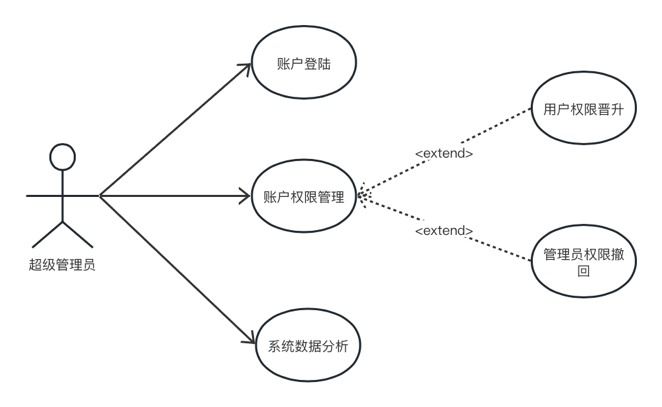 账户登陆
用户权限晋升
<extend>
账户权限管理
<extend>
管理员权限撤
回
超级管理员
系统数据分析